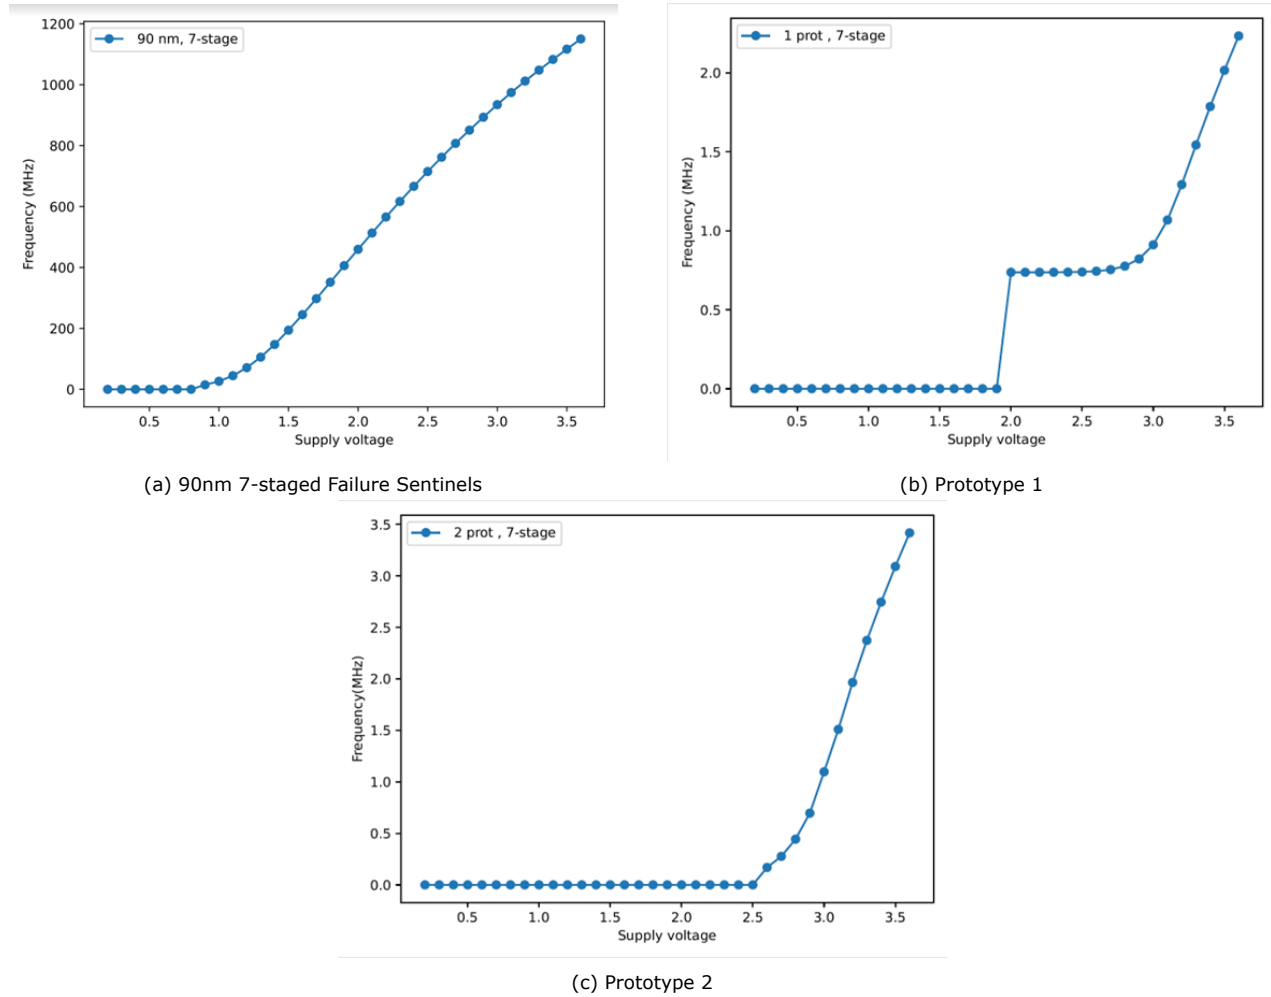 90 nm, 7-stage
1200
1000
800
600
400
200
0
Frequency (MHz)
0.5 1.0 1.5 2.0 2.5 3.0 3.5
Supply voltage
(a) 90nm 7-staged Failure Sentinels
1 prot , 7-stage
2.0
1.5
1.0
0.5
0.0
Frequency (MHz)
0.5 1.0 1.5 2.0 2.5 3.0 3.5
Supply voltage
(b) Prototype 1
2 prot , 7-stage
3.5
3.0
2.5
2.0
1.5
1.0
0.5
0.0
Frequency(MHz)
0.5 1.0 1.5 2.0 2.5 3.0 3.5
Supply voltage
(c) Prototype 2